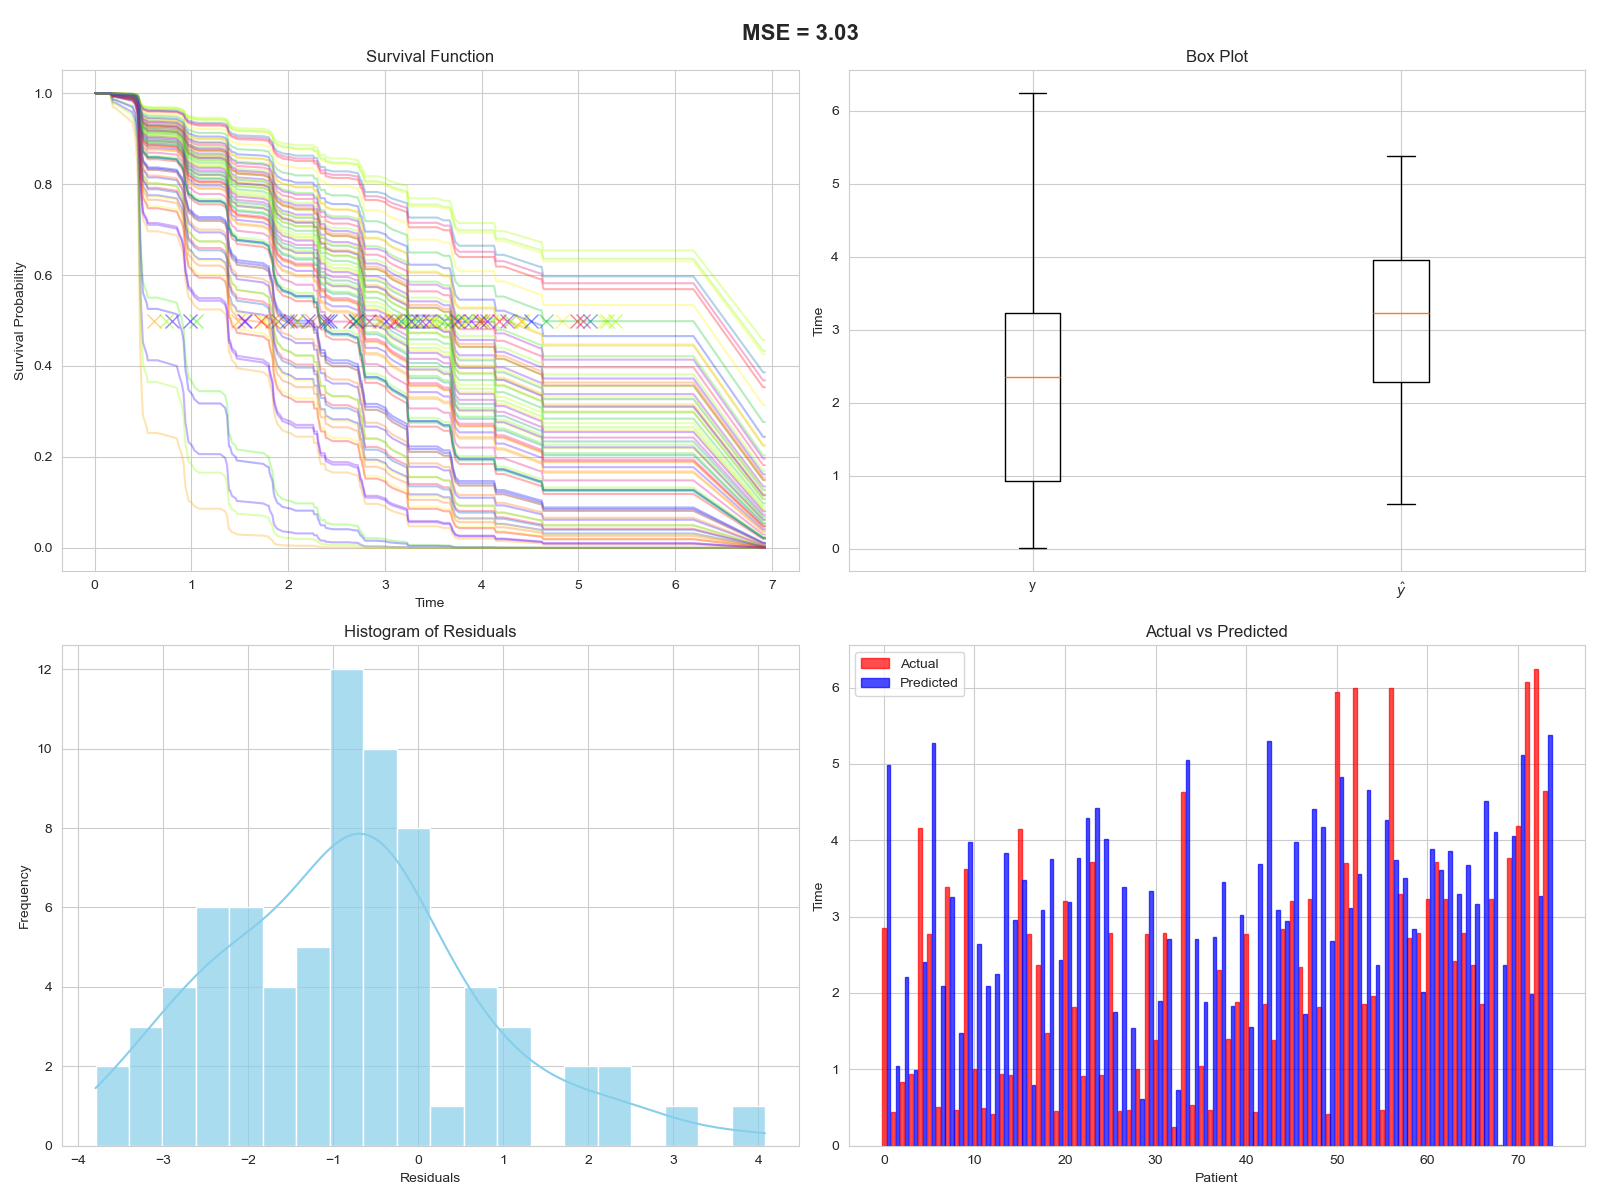 MSE = 3.03
Survival Function
Survival Probability
1.0
0.8
0.6
0.4
0.2
0.0
0 1 2 3 4 5 6 7
Time
Box Plot
Time
6
5
4
3
2
1
0
y ŷ
Histogram of Residuals
Frequency
12
10
8
6
4
2
0
−4 −3 −2 −1 0 1 2 3 4
Residuals
Actual vs Predicted
Actual
Predicted
Time
6
5
4
3
2
1
0
0 10 20 30 40 50 60 70
Patient